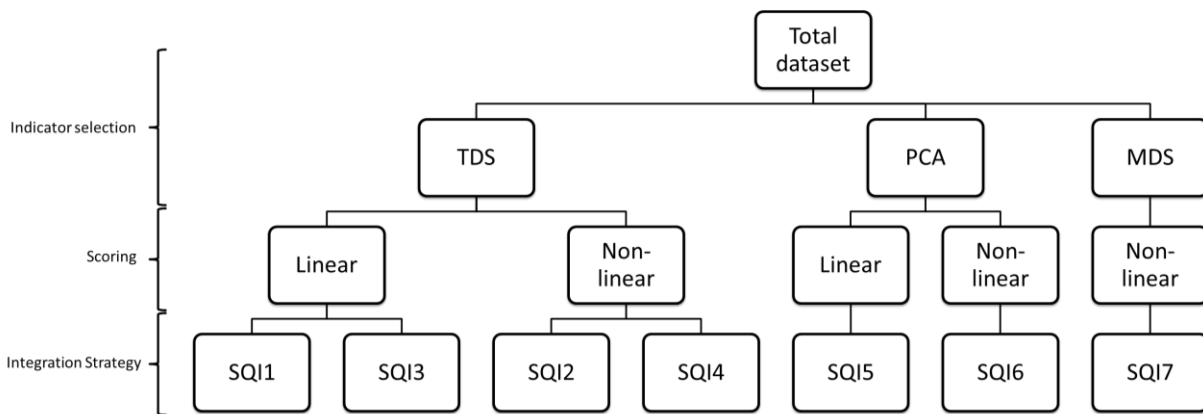 Total
dataset
Indicator selection
TDS
PCA
MDS
Scoring
Linear
Non-
linear
Linear
Non-
linear
Non-
linear
Integration Strategy
SQI1
SQI3
SQI2
SQI4
SQI5
SQI6
SQI7